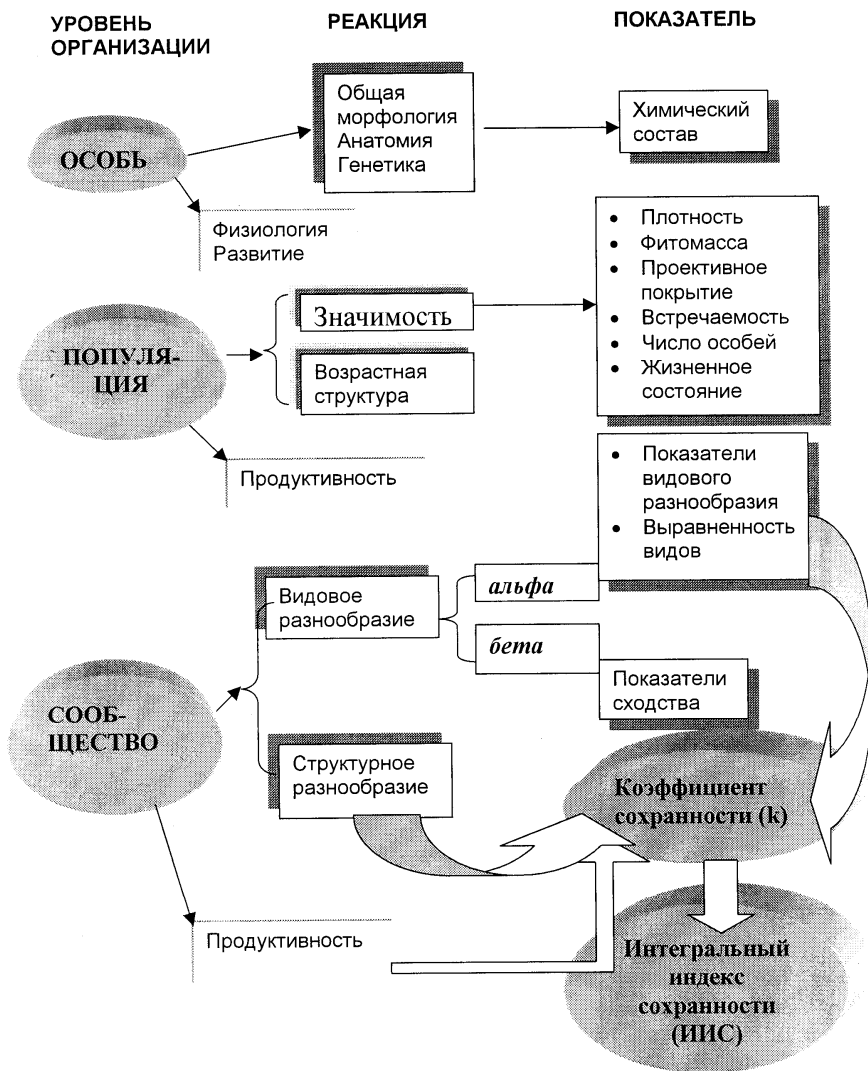 УРОВЕНЬ
ОРГАНИЗАЦИИ
РЕАКЦИЯ
ПОКАЗАТЕЛЬ
ОСОБЬ
Общая
морфология
Анатомия
Генетика
Химический
состав
Физиология
Развитие
ПОПУЛЯ-
ЦИЯ
Значимость
Возрастная
структура
• Плотность
• Фитомасса
• Проективное
покрытие
• Встречаемость
• Число особей
• Жизненное
состояние
Продуктивность
• Показатели
видового
разнообразия
• Выравненность
видов
СООБ-
ЩЕСТВО
Видовое
разнообразие
альфа
бета
Показатели
сходства
Структурное
разнообразие
Коэффициент
сохранности (k)
Продуктивность
Интегральный
индекс
сохранности
(ИИС)